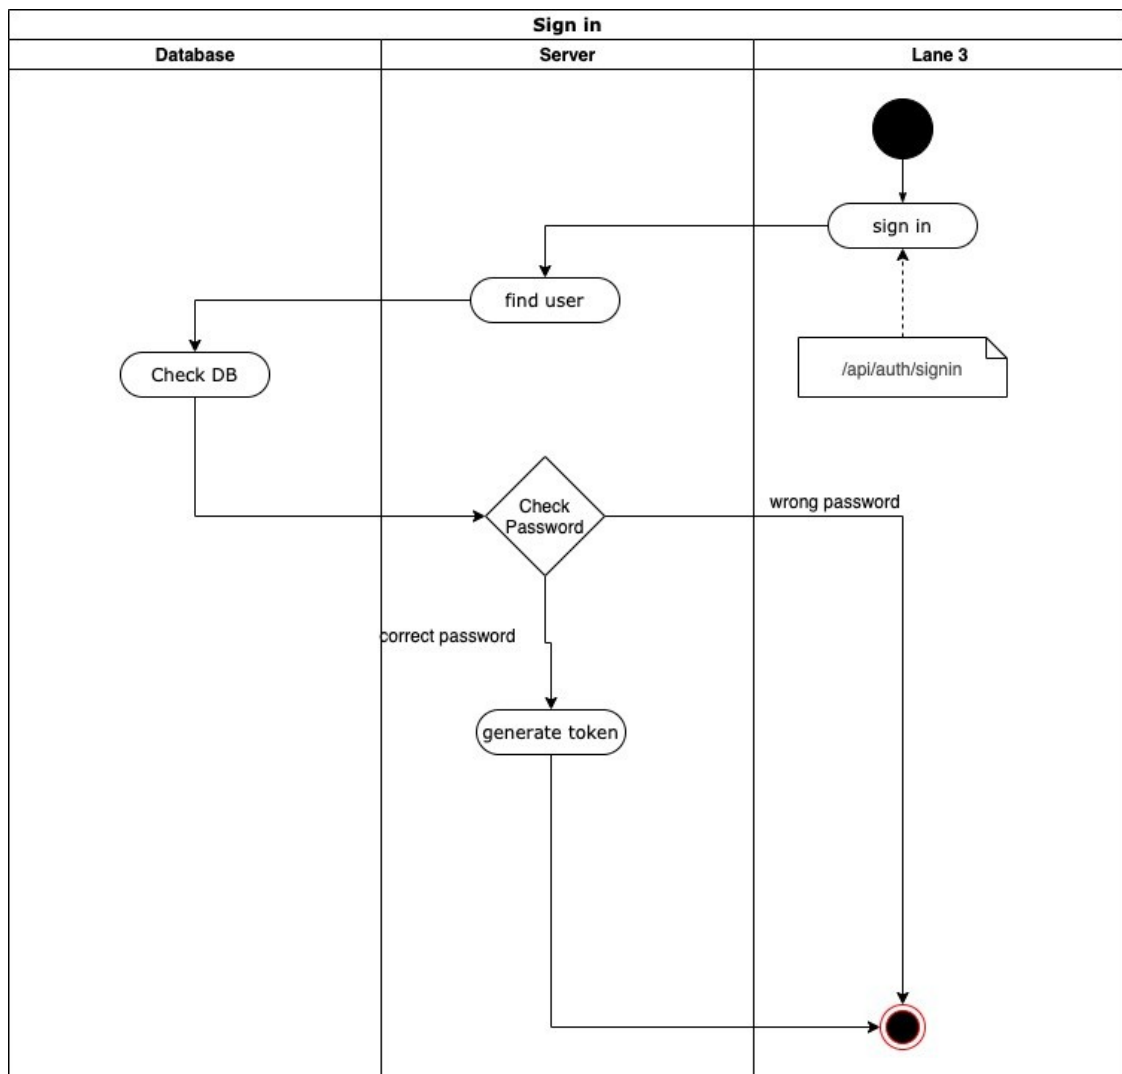 Sign in
Database
Server
Lane 3
sign in
find user
Check DB
/api/auth/signin
Check
Password
wrong password
correct password
generate token